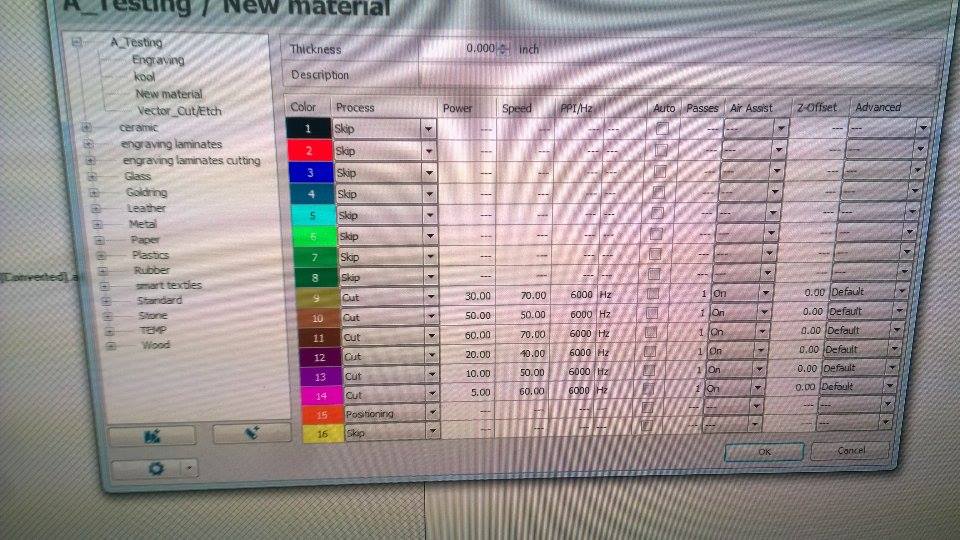 A_Testing / New material
A_Testing
Engraving
kool
New material
Vector_Cut/Etch
ceramic
engraving laminates
engraving laminates cutting
Glass
Goldring
Leather
Metal
Paper
Plastics
Rubber
smart textiles
Standard
Stone
TEMP
Wood
[Converted].a
Thickness 0.000 inch
Description
Color Process Power Speed PPI/Hz Auto Passes Air Assist Z-Offset Advanced
1 Skip --- --- --- --- --- --- --- ---
2 Skip --- --- --- --- --- --- --- ---
3 Skip --- --- --- --- --- --- --- ---
4 Skip --- --- --- --- --- --- --- ---
5 Skip --- --- --- --- --- --- --- ---
6 Skip --- --- --- --- --- --- --- ---
7 Skip --- --- --- --- --- --- --- ---
8 Skip --- --- --- --- --- --- --- ---
9 Cut 30.00 70.00 6000 Hz 1 On 0.00 Default
10 Cut 50.00 50.00 6000 Hz 1 On 0.00 Default
11 Cut 60.00 70.00 6000 Hz 1 On 0.00 Default
12 Cut 20.00 40.00 6000 Hz 1 On 0.00 Default
13 Cut 10.00 50.00 6000 Hz 1 On 0.00 Default
14 Cut 5.00 60.00 6000 Hz 1 On 0.00 Default
15 Positioning --- --- --- --- --- --- --- ---
16 Skip --- --- --- --- --- --- --- ---
OK Cancel